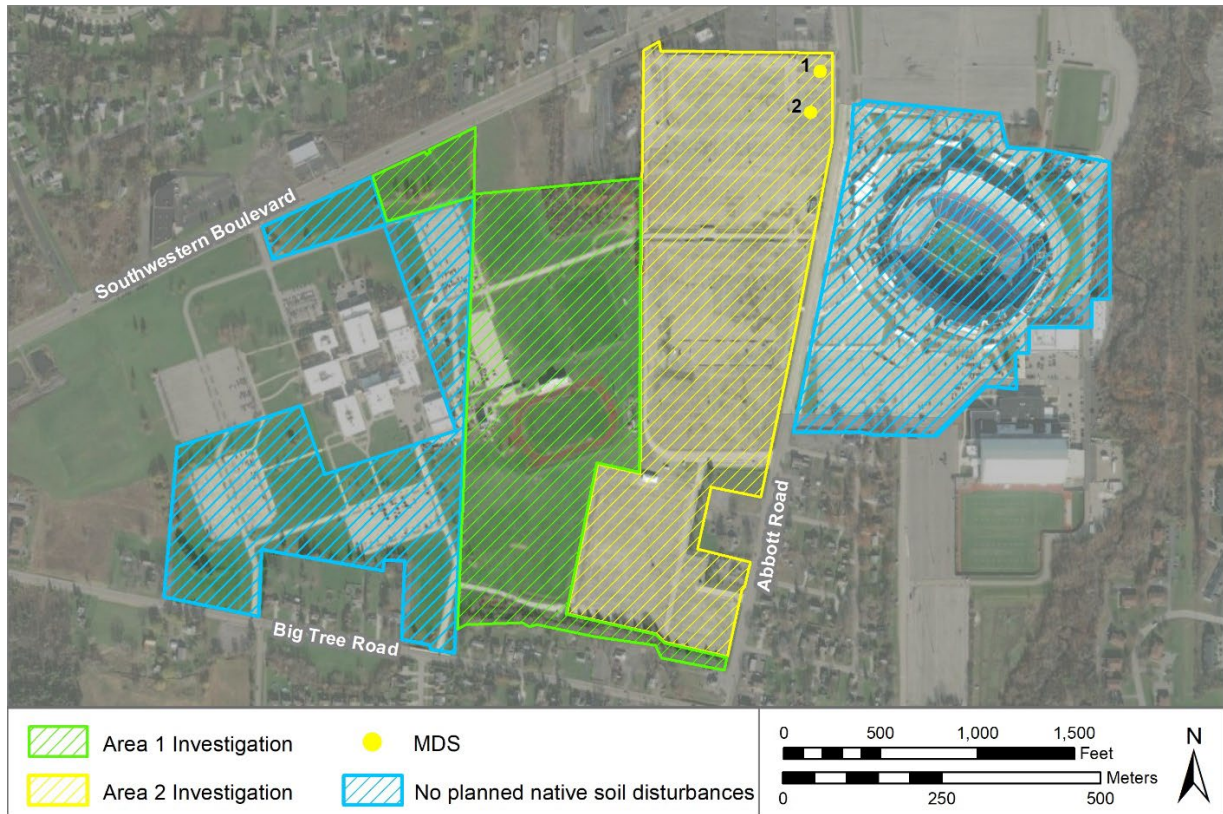 1
2
Southwestern Boulevard
Abbott Road
Big Tree Road
Area 1 Investigation
MDS
Area 2 Investigation
No planned native soil disturbances
0 500 1,000 1,500
Feet
Meters
0 250 500
N